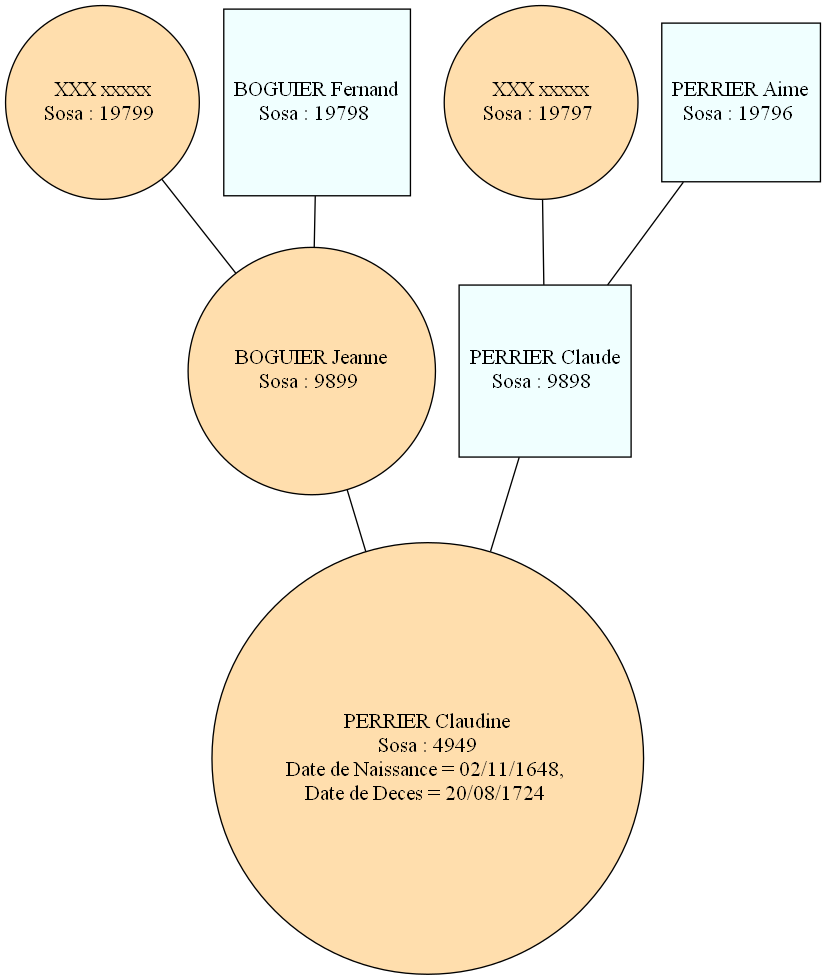 XXX xxxxx
Sosa : 19799
BOGUIER Fernand
Sosa : 19798
XXX xxxxx
Sosa : 19797
PERRIER Aime
Sosa : 19796
BOGUIER Jeanne
Sosa : 9899
PERRIER Claude
Sosa : 9898
PERRIER Claudine
Sosa : 4949
Date de Naissance = 02/11/1648,
Date de Deces = 20/08/1724